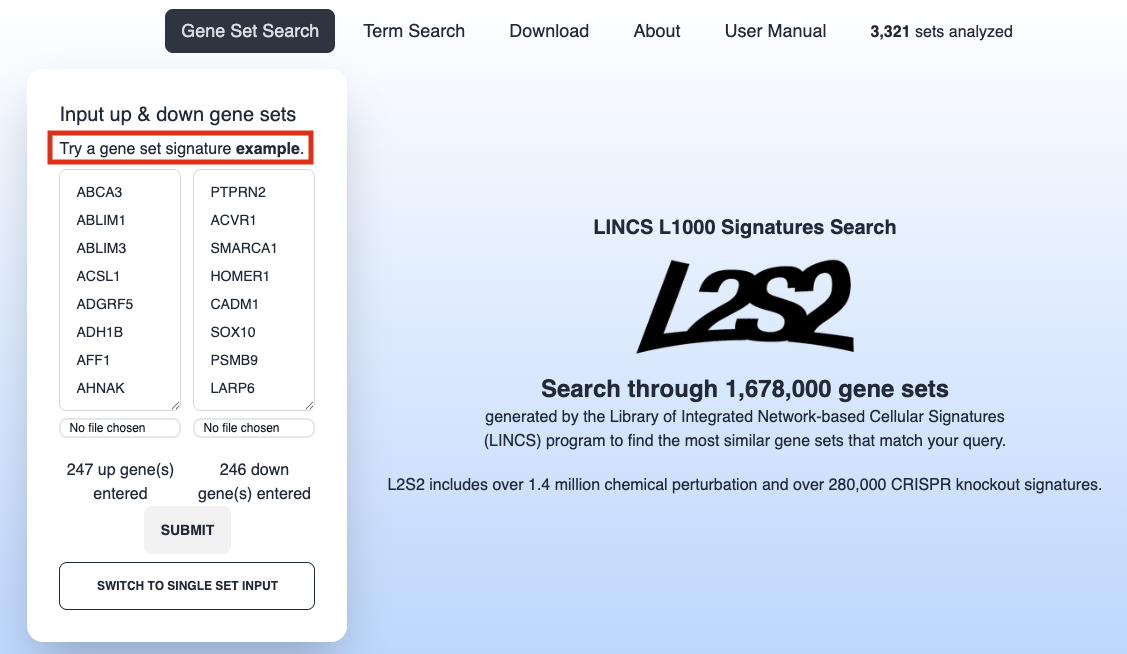 Gene Set Search Term Search Download About User Manual 3,321 sets analyzed
Input up & down gene sets
Try a gene set signature example.
ABCA3
ABLIM1
ABLIM3
ACSL1
ADGRF5
ADH1B
AFF1
AHNAK
PTPRN2
ACVR1
SMARCA1
HOMER1
CADM1
SOX10
PSMB9
LARP6
No file chosen
No file chosen
247 up gene(s)
entered
246 down
gene(s) entered
SUBMIT
SWITCH TO SINGLE SET INPUT
LINCS L1000 Signatures Search
L2S2
Search through 1,678,000 gene sets
generated by the Library of Integrated Network-based Cellular Signatures
(LINCS) program to find the most similar gene sets that match your query.
L2S2 includes over 1.4 million chemical perturbation and over 280,000 CRISPR knockout signatures.